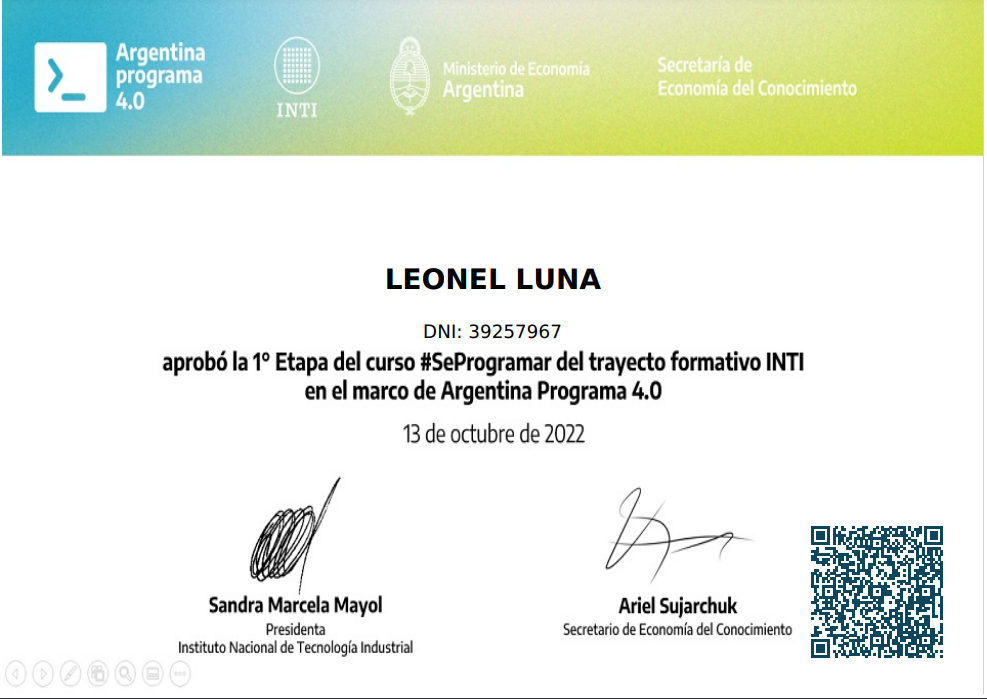 Argentina
programa
4.0
INTI
Ministerio de Economía
Argentina
Secretaría de
Economía del Conocimiento
LEONEL LUNA
DNI: 39257967
aprobó la 1° Etapa del curso #SeProgramar del trayecto formativo INTI
en el marco de Argentina Programa 4.0
13 de octubre de 2022
Sandra Marcela Mayol
Presidenta
Instituto Nacional de Tecnología Industrial
Ariel Sujarchuk
Secretario de Economía del Conocimiento